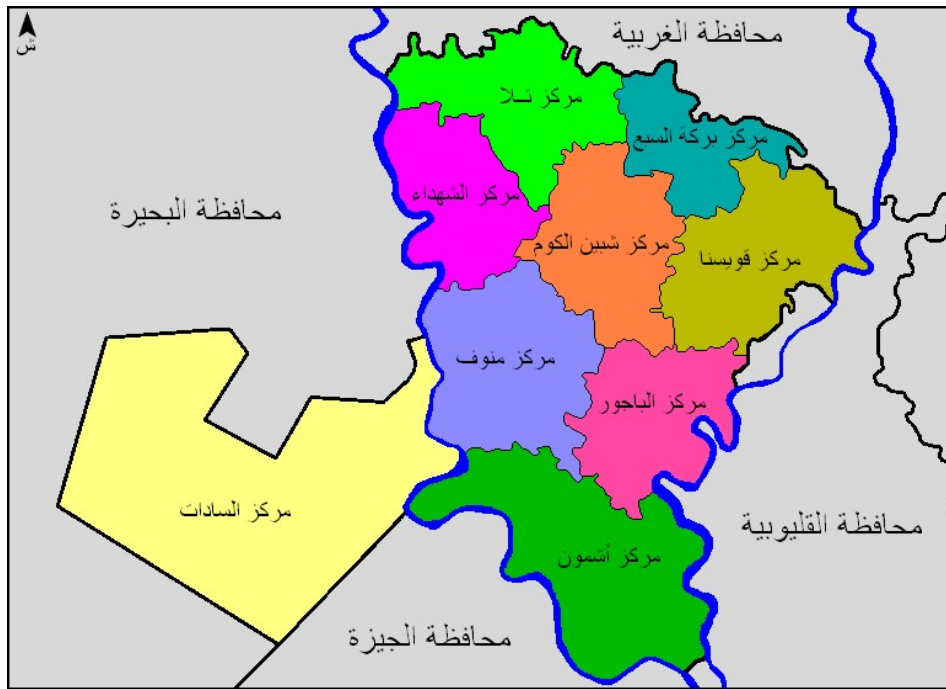 محافظة الغربية
ش
مركز تـلا
مركز بركة السبع
مركز الشهداء
محافظة البحيرة
مركز شبين الكوم
مركز قويسنا
مركز منوف
مركز الباجور
مركز السادات
محافظة القليوبية
مركز أشمون
محافظة الجيزة